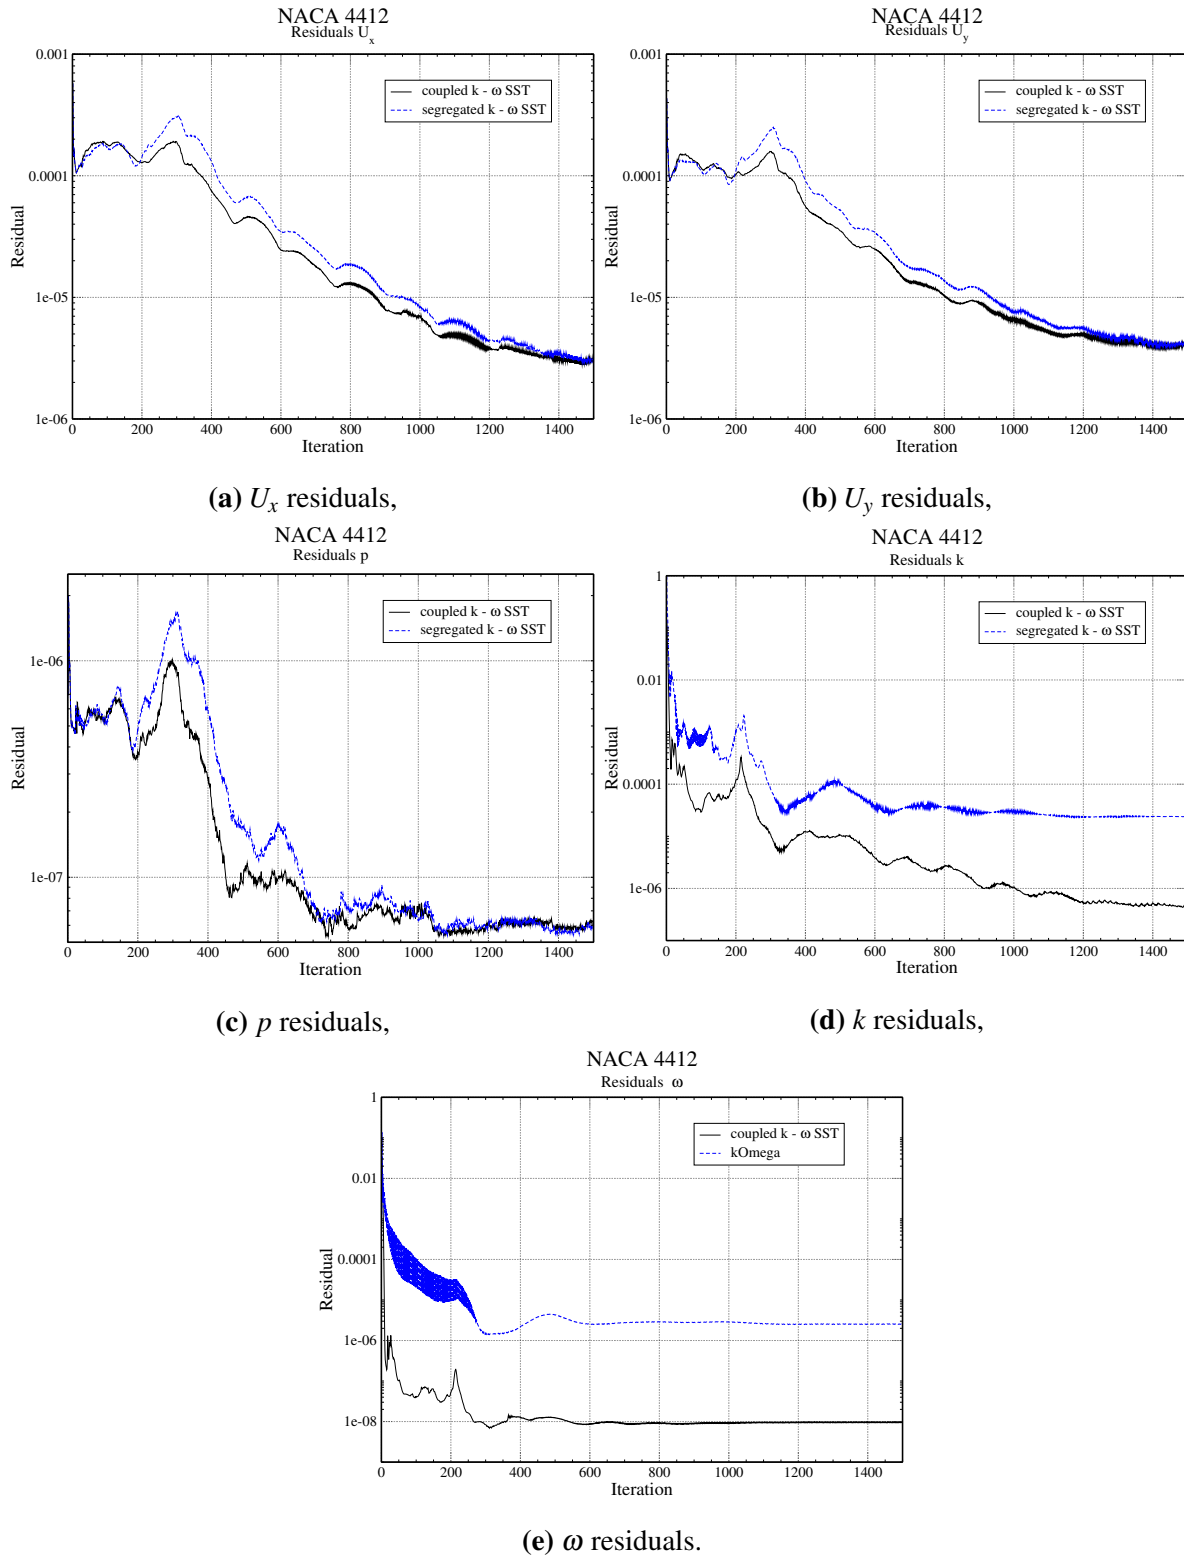 NACA 4412
Residuals U_x
0.001
0.0001
1e-05
1e-06
Residual
coupled k - ω SST
segregated k - ω SST
0 200 400 600 800 1000 1200 1400
Iteration
(a) U_x residuals,
NACA 4412
Residuals U_y
0.001
0.0001
1e-05
1e-06
Residual
coupled k - ω SST
segregated k - ω SST
0 200 400 600 800 1000 1200 1400
Iteration
(b) U_y residuals,
NACA 4412
Residuals p
1e-06
1e-07
Residual
coupled k - ω SST
segregated k - ω SST
0 200 400 600 800 1000 1200 1400
Iteration
(c) p residuals,
NACA 4412
Residuals k
1
0.01
0.0001
1e-06
Residual
coupled k - ω SST
segregated k - ω SST
0 200 400 600 800 1000 1200 1400
Iteration
(d) k residuals,
NACA 4412
Residuals ω
1
0.01
0.0001
1e-06
1e-08
Residual
coupled k - ω SST
kOmega
0 200 400 600 800 1000 1200 1400
Iteration
(e) ω residuals.